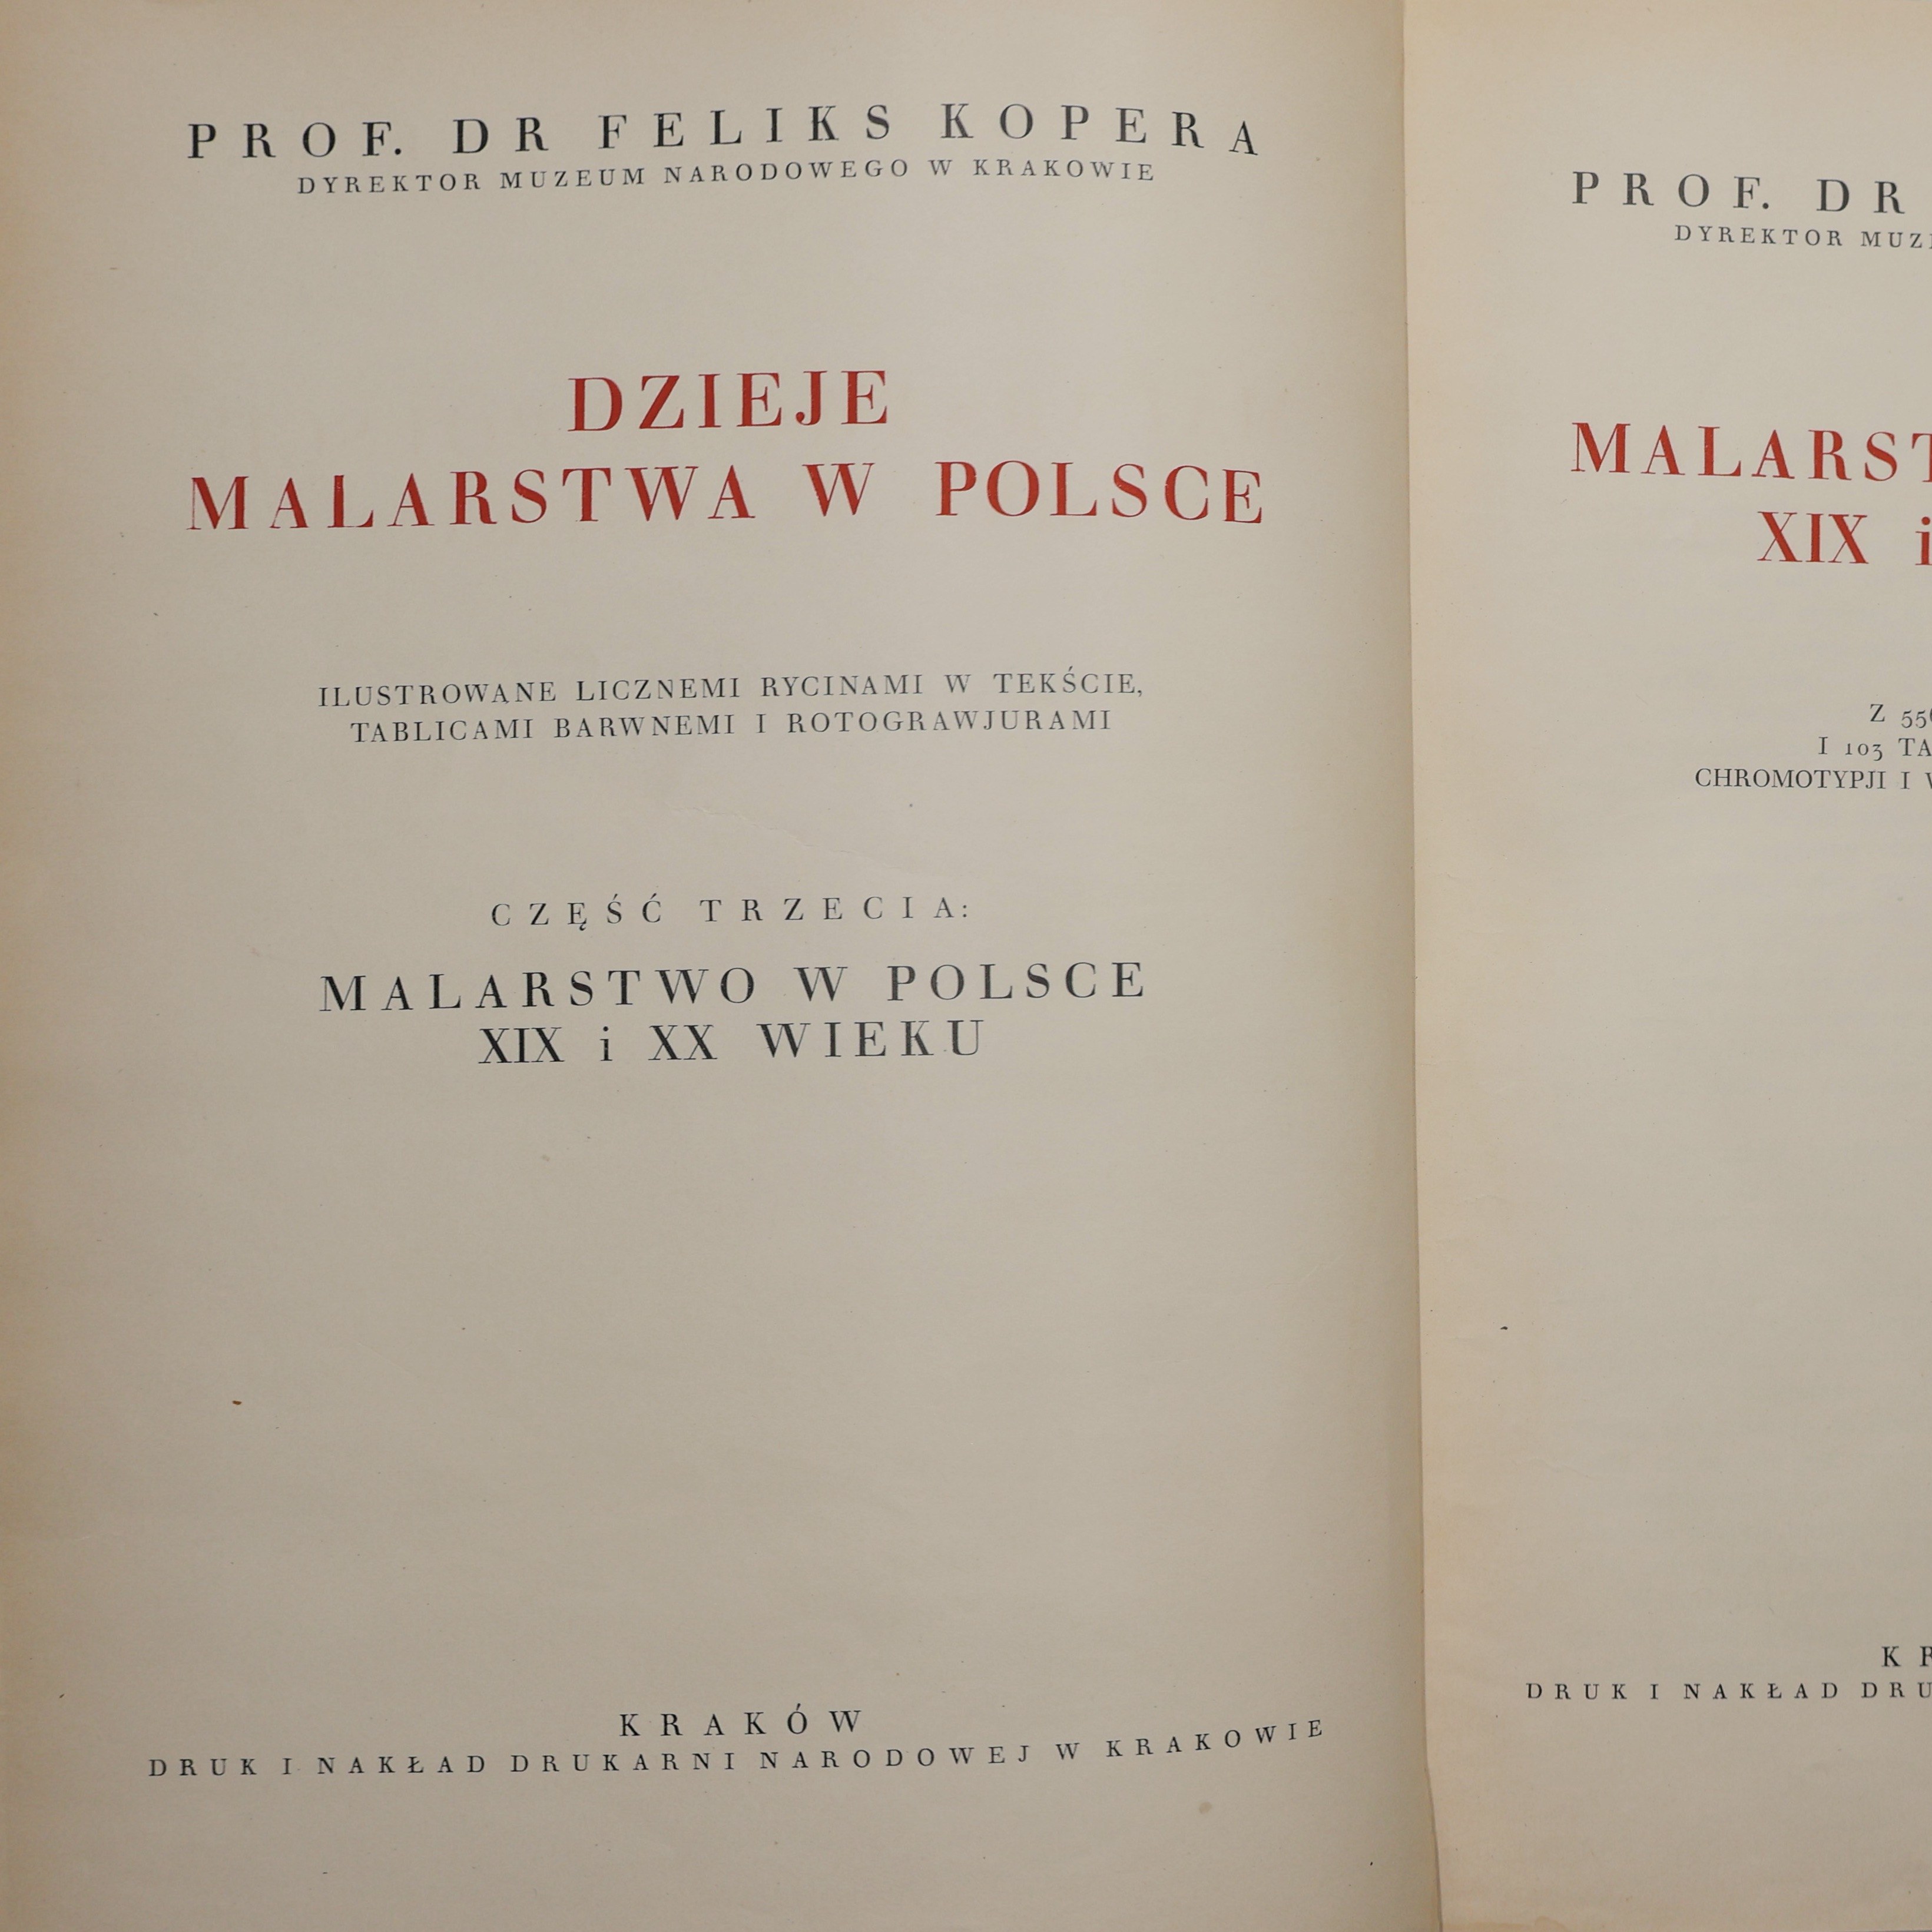 PROF. DR FELIKS KOPERA
DYREKTOR MUZEUM NARODOWEGO W KRAKOWIE
DZIEJE
MALARSTWA W POLSCE
ILUSTROWANE LICZNEMI RYCINAMI W TEKŚCIE,
TABLICAMI BARWNEMI I ROTOGRAWJURAMI
CZĘŚĆ TRZECIA:
MALARSTWO W POLSCE
XIX i XX WIEKU
KRAKÓW
DRUK I NAKŁAD DRUKARNI NARODOWEJ W KRAKOWIE
PROF. DR
DYREKTOR
XIX i
Z
I 103
CHROMOTYPJI I
DRUK I NAKŁAD